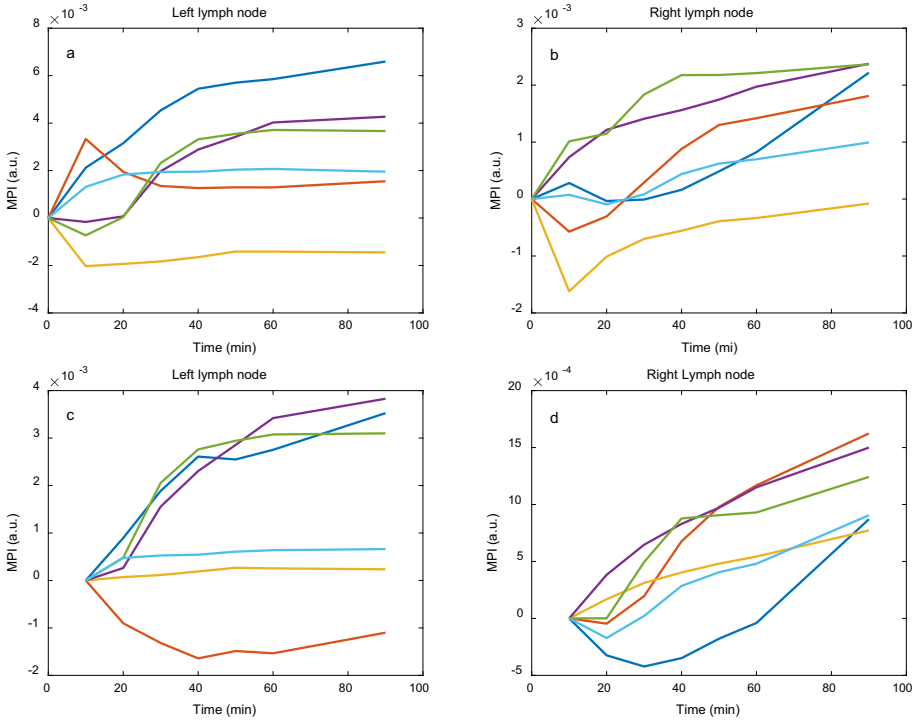 Left lymph node
× 10 -3
a
8
6
4
2
0
-2
-4
MPI (a.u.)
0 20 40 60 80 100
Time (min)
Right lymph node
× 10 -3
b
3
2
1
0
-1
-2
MPI (a.u.)
0 20 40 60 80 100
Time (mi)
Left lymph node
× 10 -3
c
4
3
2
1
0
-1
-2
MPI (a.u.)
0 20 40 60 80 100
Time (min)
Right Lymph node
× 10 -4
d
20
15
10
5
0
-5
MPI (a.u.)
0 20 40 60 80 100
Time (min)